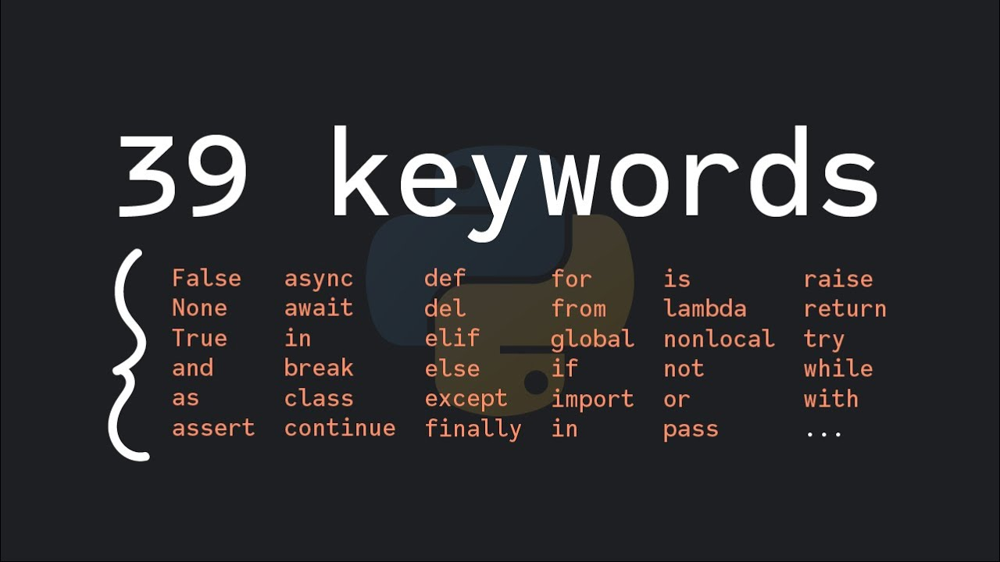 39 keywords
False async def for is raise
None await del from lambda return
True in elif global nonlocal try
and break else if not while
as class except import or with
assert continue finally in pass ...